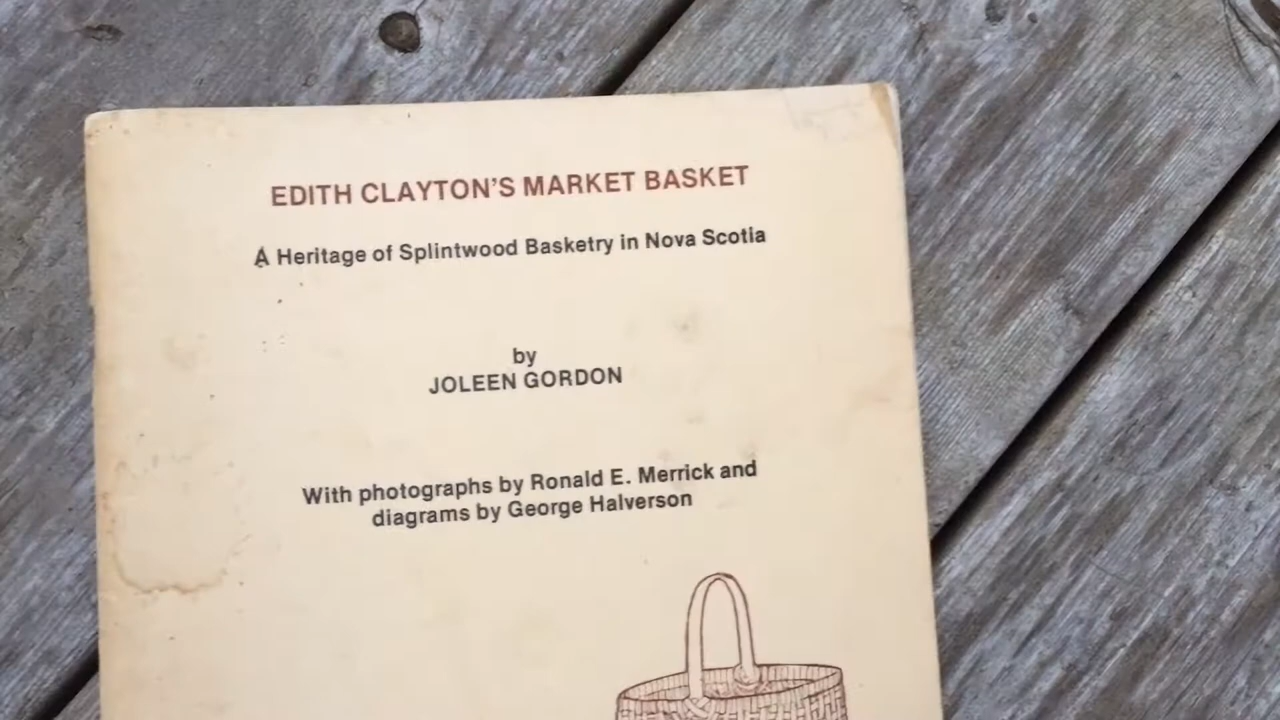 EDITH CLAYTON'S MARKET BASKET
A Heritage of Splintwood Basketry in Nova Scotia
by
JOLEEN GORDON
With photographs by Ronald E. Merrick and
diagrams by George Halverson